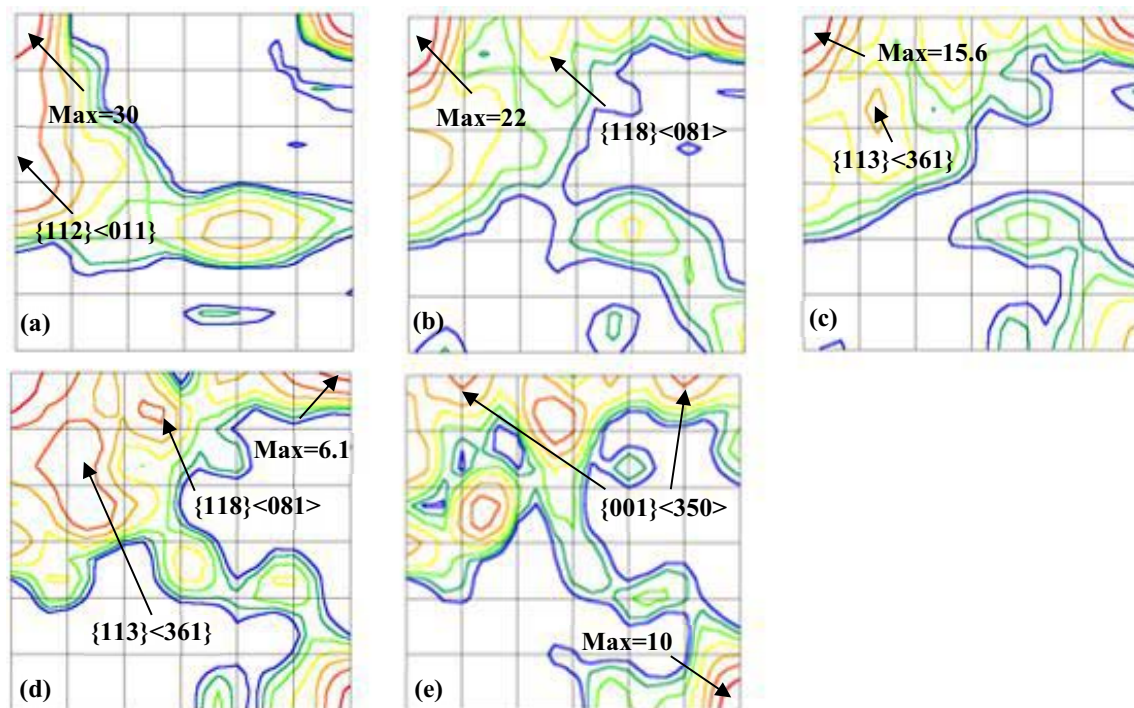 Max=30
{112}<011}
(a)
Max=22
{118}<081>
(b)
Max=15.6
{113}<361}
(c)
Max=6.1
{118}<081>
{113}<361}
(d)
{001}<350>
Max=10
(e)